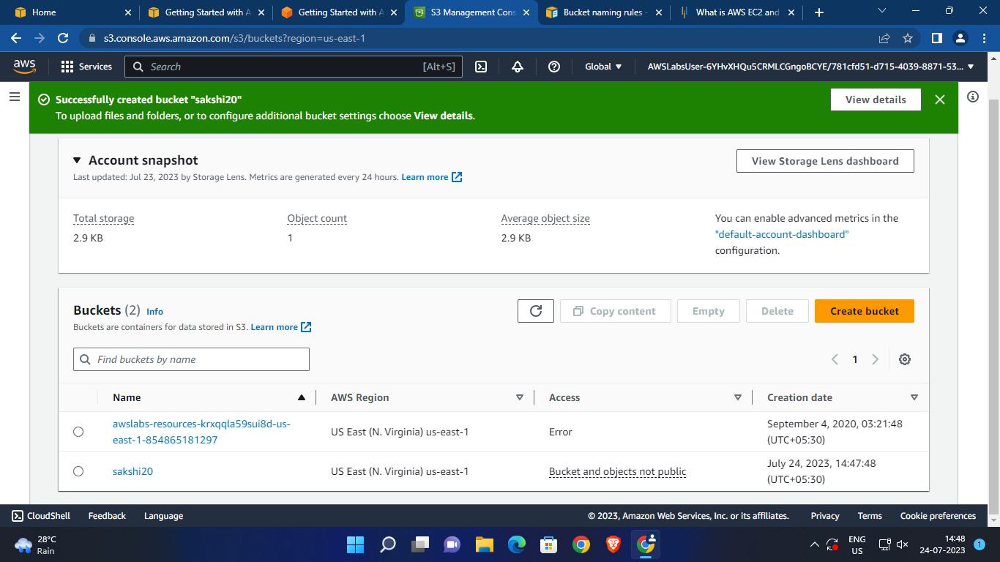 Home
Getting Started with A
Getting Started with A
S3 Management Cons
Bucket naming rules -
What is AWS EC2 and
s3.console.aws.amazon.com/s3/buckets?region=us-east-1
aws
Services
Search
[Alt+S]
Global
AWSLabsUser-6YHvXHQu5CRMLCGngoBCYE/781cfd51-d715-4039-8871-53...
Successfully created bucket "sakshi20"
To upload files and folders, or to configure additional bucket settings choose View details.
View details
Account snapshot
Last updated: Jul 23, 2023 by Storage Lens. Metrics are generated every 24 hours. Learn more
View Storage Lens dashboard
Total storage
2.9 KB
Object count
1
Average object size
2.9 KB
You can enable advanced metrics in the
"default-account-dashboard"
configuration.
Buckets (2) Info
Buckets are containers for data stored in S3. Learn more
Copy content
Empty
Delete
Create bucket
Find buckets by name
1
Name
AWS Region
Access
Creation date
awslabs-resources-krxqqla59sui8d-us-
east-1-854865181297
US East (N. Virginia) us-east-1
Error
September 4, 2020, 03:21:48
(UTC+05:30)
sakshi20
US East (N. Virginia) us-east-1
Bucket and objects not public
July 24, 2023, 14:47:48
(UTC+05:30)
CloudShell
Feedback
Language
© 2023, Amazon Web Services, Inc. or its affiliates.
Privacy
Terms
Cookie preferences
28°C
Rain
ENG
US
14:48
24-07-2023
1